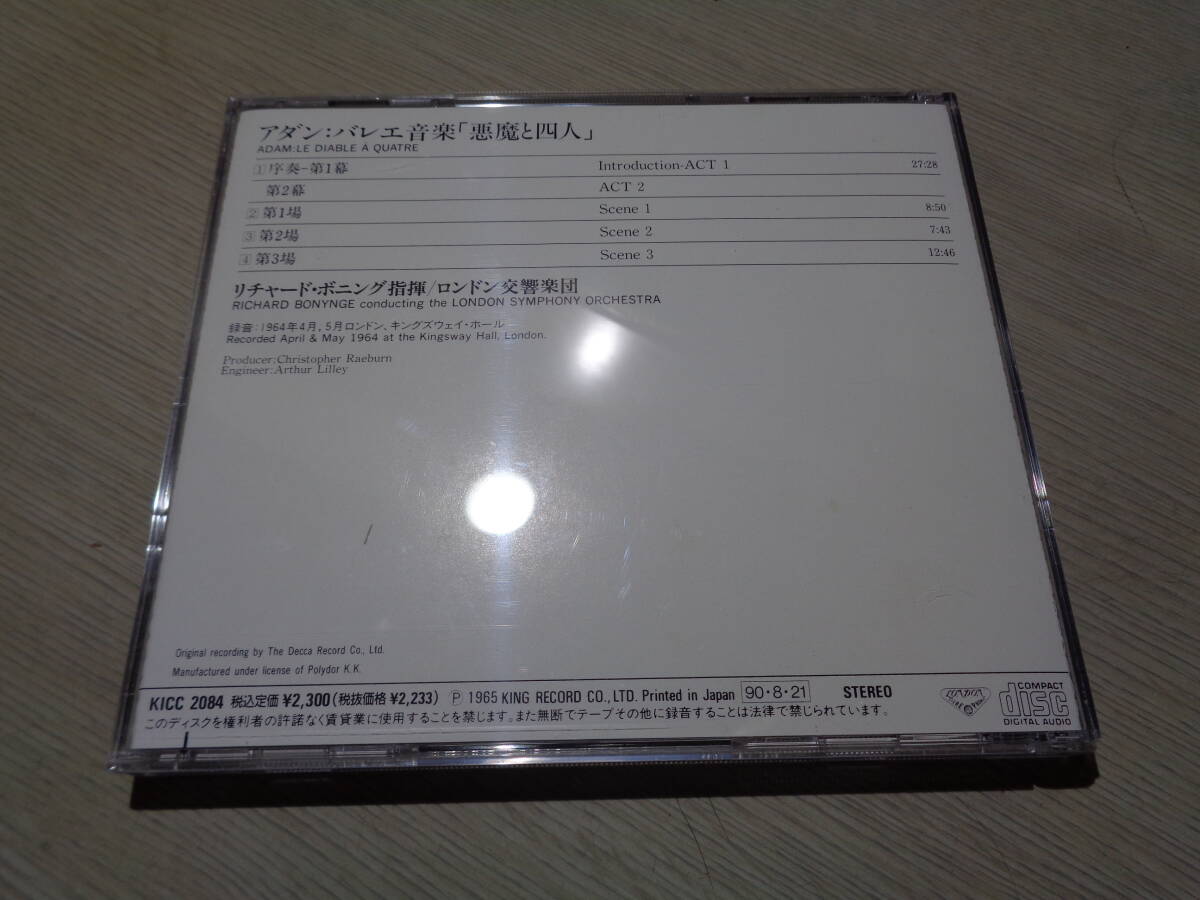 アダン:バレエ音楽「悪魔と四人」
ADAM:LE DIABLE À QUATRE
1 序奏-第1幕 Introduction-ACT 1 27:28
第2幕 ACT 2
2 第1場 Scene 1 8:50
3 第2場 Scene 2 7:43
4 第3場 Scene 3 12:46
リチャード・ボニング指揮/ロンドン交響楽団
RICHARD BONYNGE conducting the LONDON SYMPHONY ORCHESTRA
録音:1964年4月,5月ロンドン、キングズウェイ・ホール
Recorded April & May 1964 at the Kingsway Hall, London.
Producer:Christopher Raeburn
Engineer:Arthur Lilley
Original recording by The Decca Record Co., Ltd.
Manufactured under license of Polydor K.K.
KICC 2084 税込定価 ¥2,300(税抜価格 ¥2,233) Ⓟ 1965 KING RECORD CO., LTD. Printed in Japan 90・8・21 STEREO
このディスクを権利者の許諾なく賃貸業に使用することを禁じます。また無断でテープその他に録音することは法律で禁じられています。
LONDON
COMPACT
disc
DIGITAL AUDIO